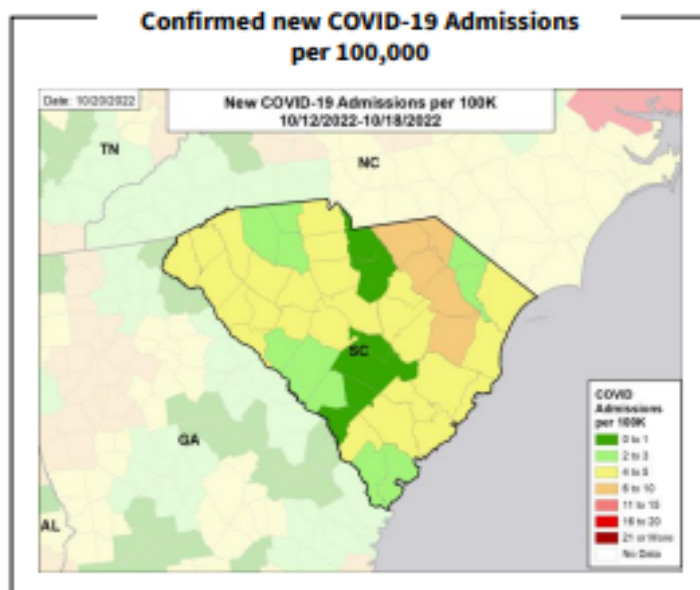 Confirmed new COVID-19 Admissions
per 100,000
Date: 10/20/2022
New COVID-19 Admissions per 100K
10/12/2022-10/18/2022
TN
NC
SC
GA
AL
COVID
Admissions
per 100K
0 to 1
2 to 3
4 to 5
6 to 10
11 to 15
16 to 20
21 or More
No Data